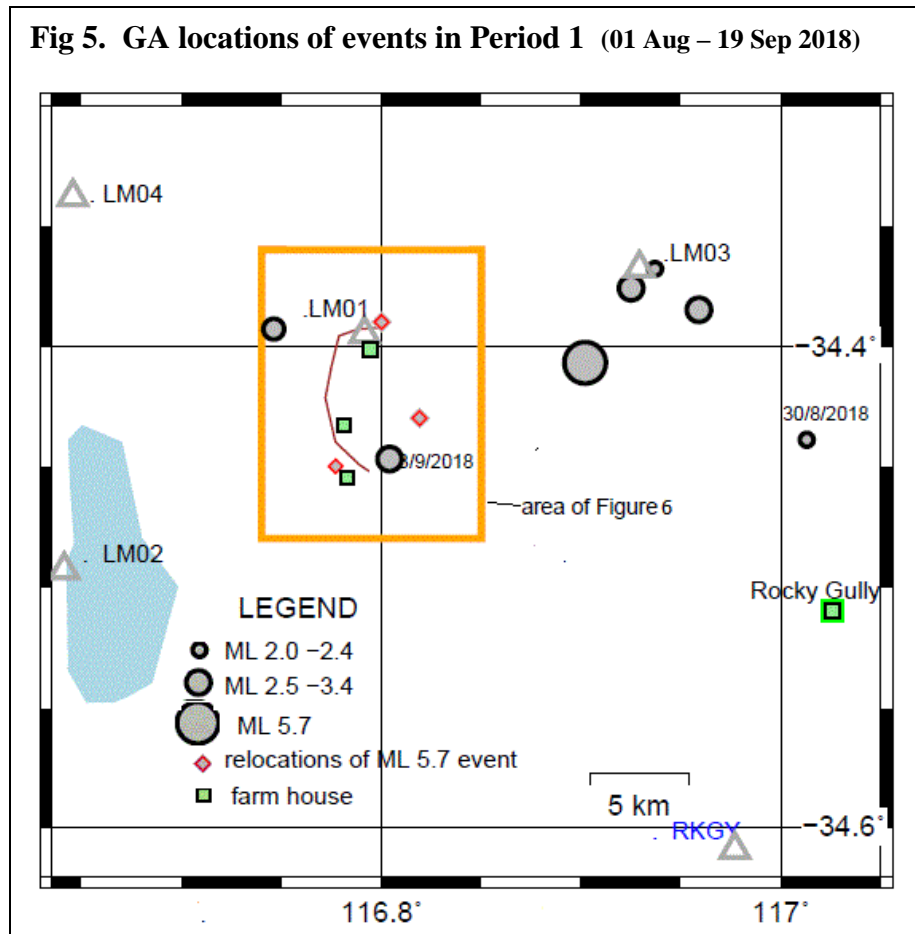 Fig 5. GA locations of events in Period 1 (01 Aug – 19 Sep 2018)
. LM04
.LM03
.LM01
−34.4°
30/8/2018
3/9/2018
area of Figure 6
. LM02
Rocky Gully
LEGEND
ML 2.0 −2.4
ML 2.5 −3.4
ML 5.7
relocations of ML 5.7 event
farm house
5 km
. RKGY
−34.6°
116.8°
117°